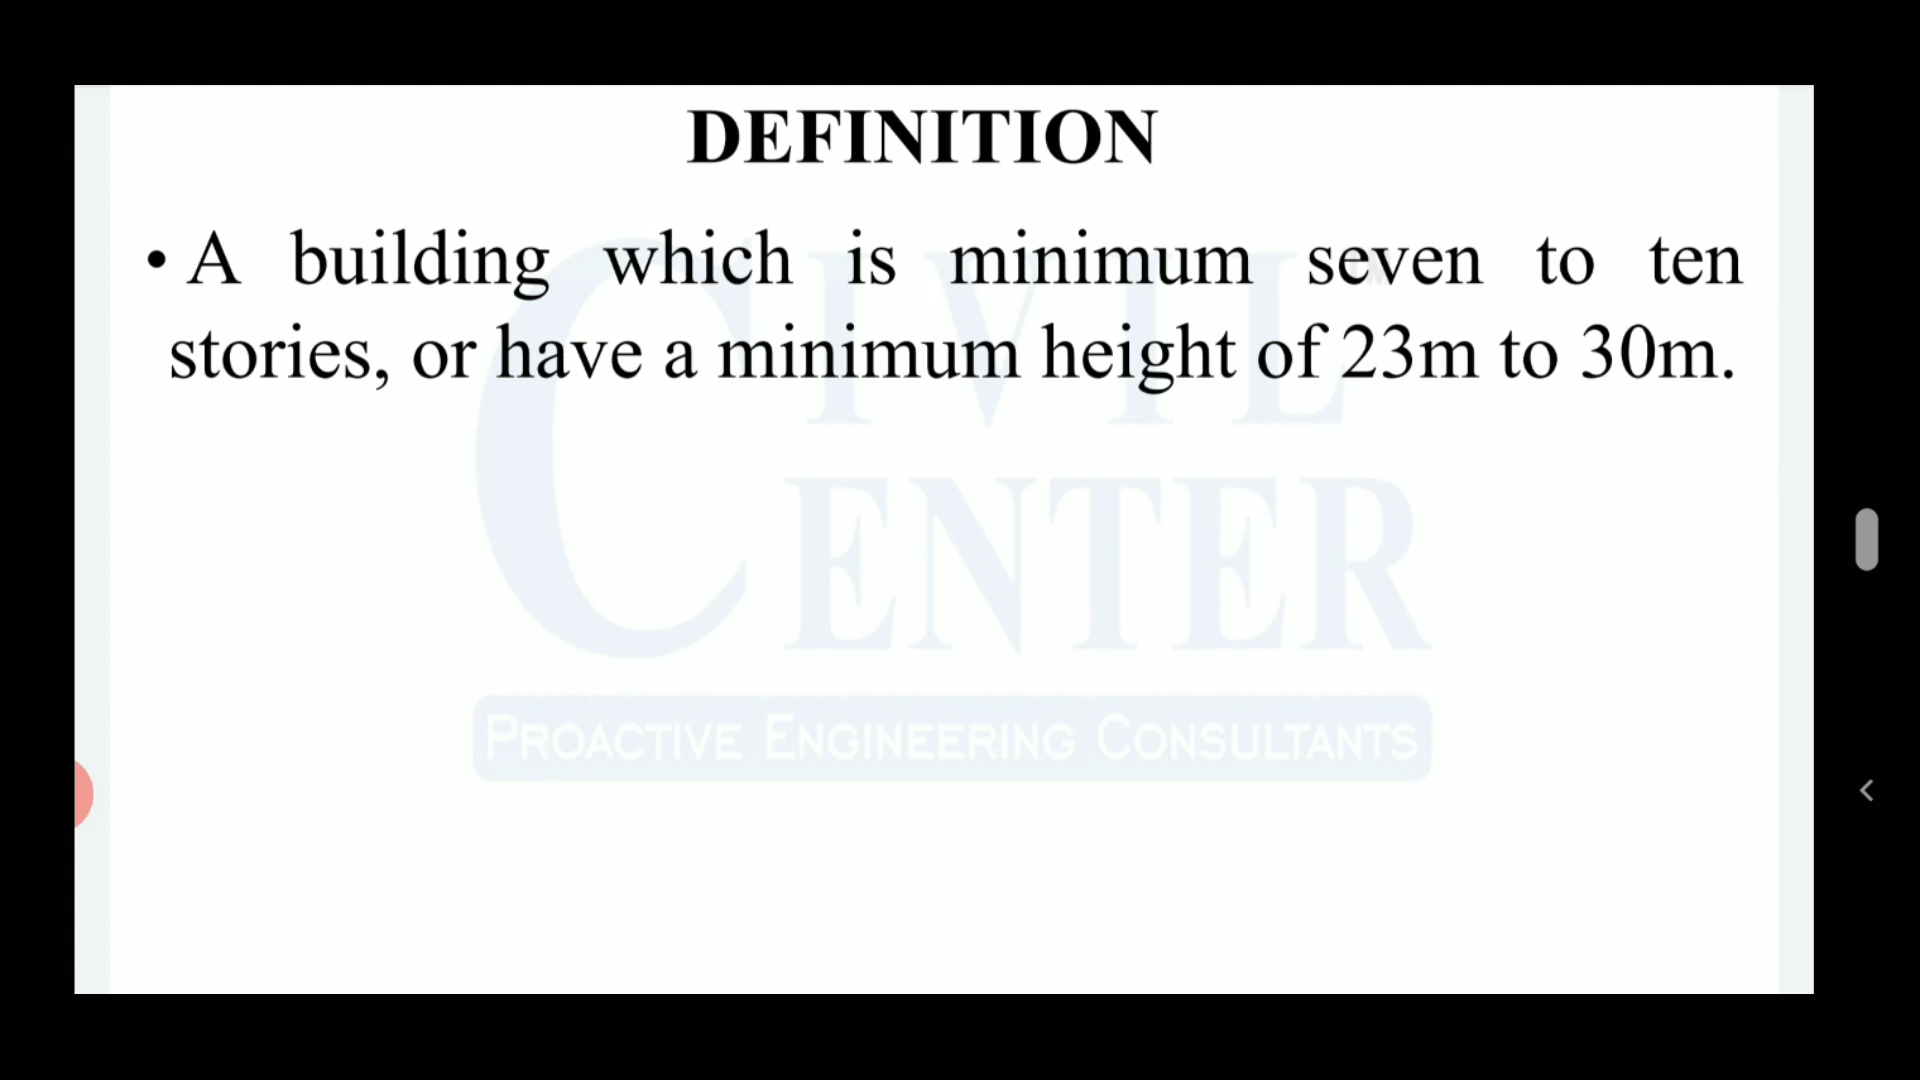 DEFINITION
• A building which is minimum seven to ten
stories, or have a minimum height of 23m to 30m.
CIVIL
CENTER
PROACTIVE ENGINEERING CONSULTANTS